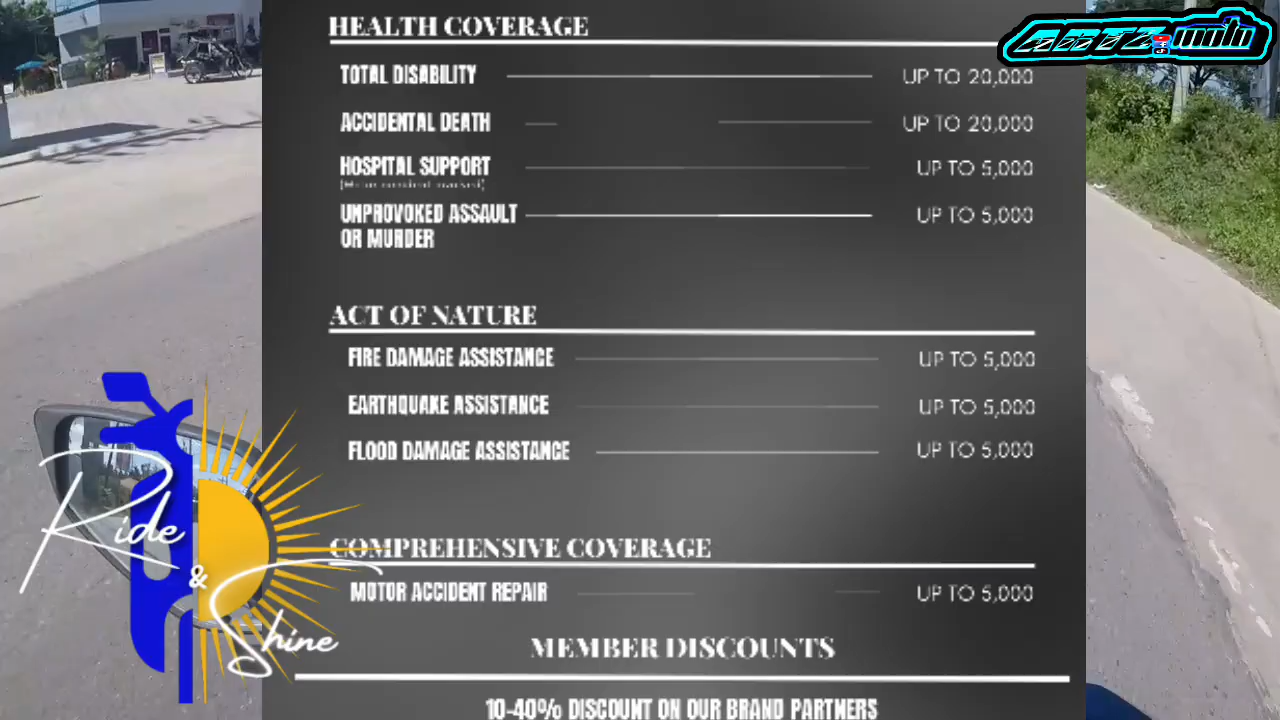 HEALTH COVERAGE
TOTAL DISABILITY UP TO 20,000
ACCIDENTAL DEATH UP TO 20,000
HOSPITAL SUPPORT UP TO 5,000
UNPROVOKED ASSAULT UP TO 5,000
OR MURDER
ACT OF NATURE
FIRE DAMAGE ASSISTANCE UP TO 5,000
EARTHQUAKE ASSISTANCE UP TO 5,000
FLOOD DAMAGE ASSISTANCE UP TO 5,000
COMPREHENSIVE COVERAGE
MOTOR ACCIDENT REPAIR UP TO 5,000
MEMBER DISCOUNTS
10-40% DISCOUNT ON OUR BRAND PARTNERS
Ride
&
Shine
moto